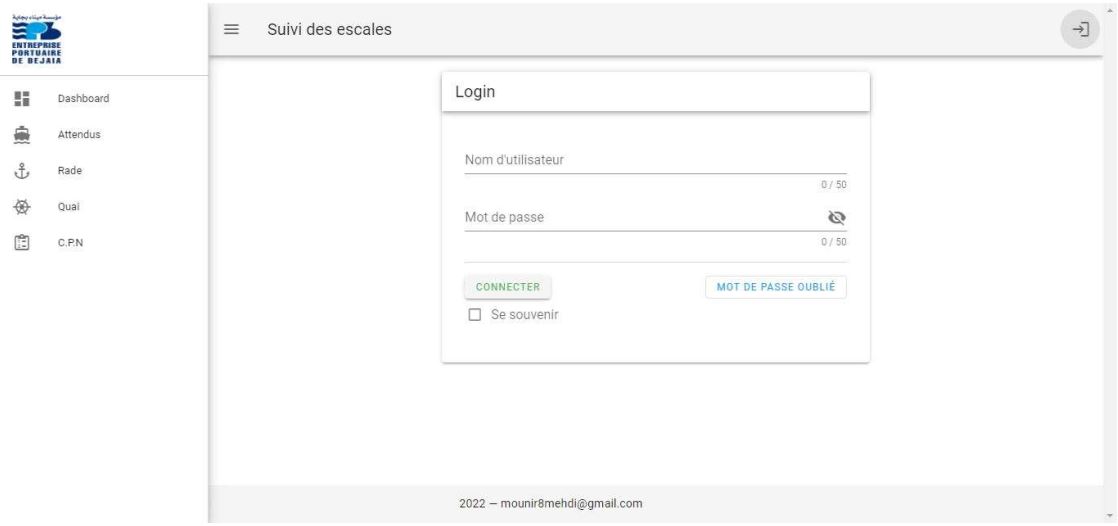 مؤسسة ميناء بجاية
ENTREPRISE
PORTUAIRE
DE BEJAIA
Suivi des escales
Dashboard
Attendus
Rade
Quai
C.P.N
Login
Nom d'utilisateur
0 / 50
Mot de passe
0 / 50
CONNECTER
MOT DE PASSE OUBLIÉ
Se souvenir
2022 — mounir8mehdi@gmail.com